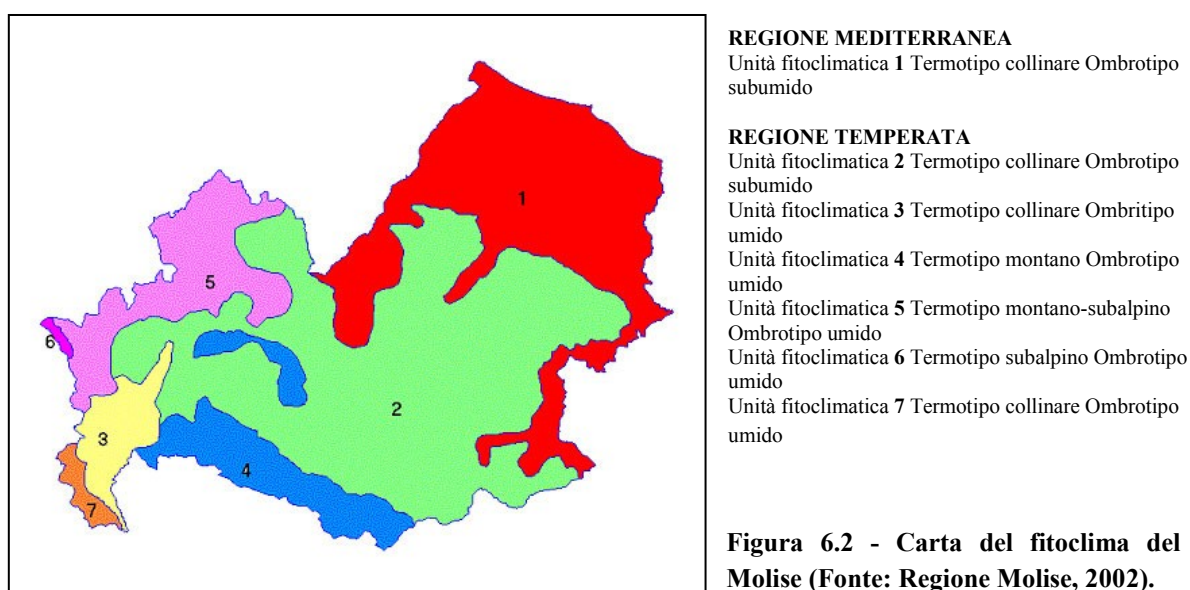 1
5
6
2
3
4
7
REGIONE MEDITERRANEA
Unità fitoclimatica 1 Termotipo collinare Ombrotipo
subumido
REGIONE TEMPERATA
Unità fitoclimatica 2 Termotipo collinare Ombrotipo
subumido
Unità fitoclimatica 3 Termotipo collinare Ombritipo
umido
Unità fitoclimatica 4 Termotipo montano Ombrotipo
umido
Unità fitoclimatica 5 Termotipo montano-subalpino
Ombrotipo umido
Unità fitoclimatica 6 Termotipo subalpino Ombrotipo
umido
Unità fitoclimatica 7 Termotipo collinare Ombrotipo
umido
Figura 6.2 - Carta del fitoclima del
Molise (Fonte: Regione Molise, 2002).